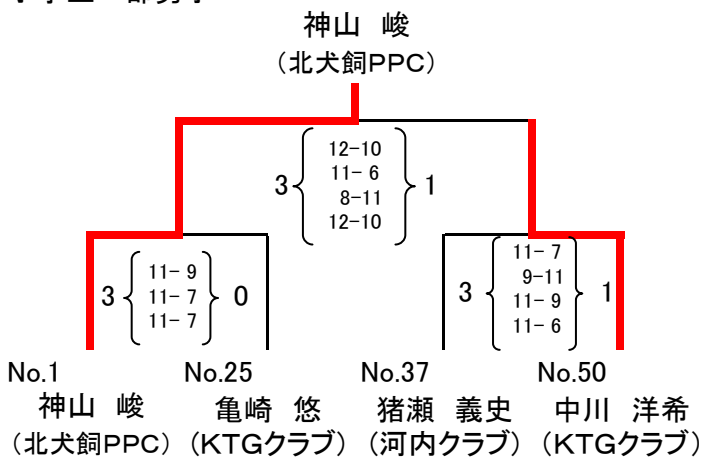 神山　峻
（北犬飼PPC）
3 12-10 1
11- 6
8-11
12-10
3 11- 9 0
11- 7
11- 7
3 11- 7 1
9-11
11- 9
11- 6
No.1 No.25 No.37 No.50
神山　峻 亀崎　悠 猪瀬　義史 中川　洋希
（北犬飼PPC） （KTGクラブ） （河内クラブ） （KTGクラブ）